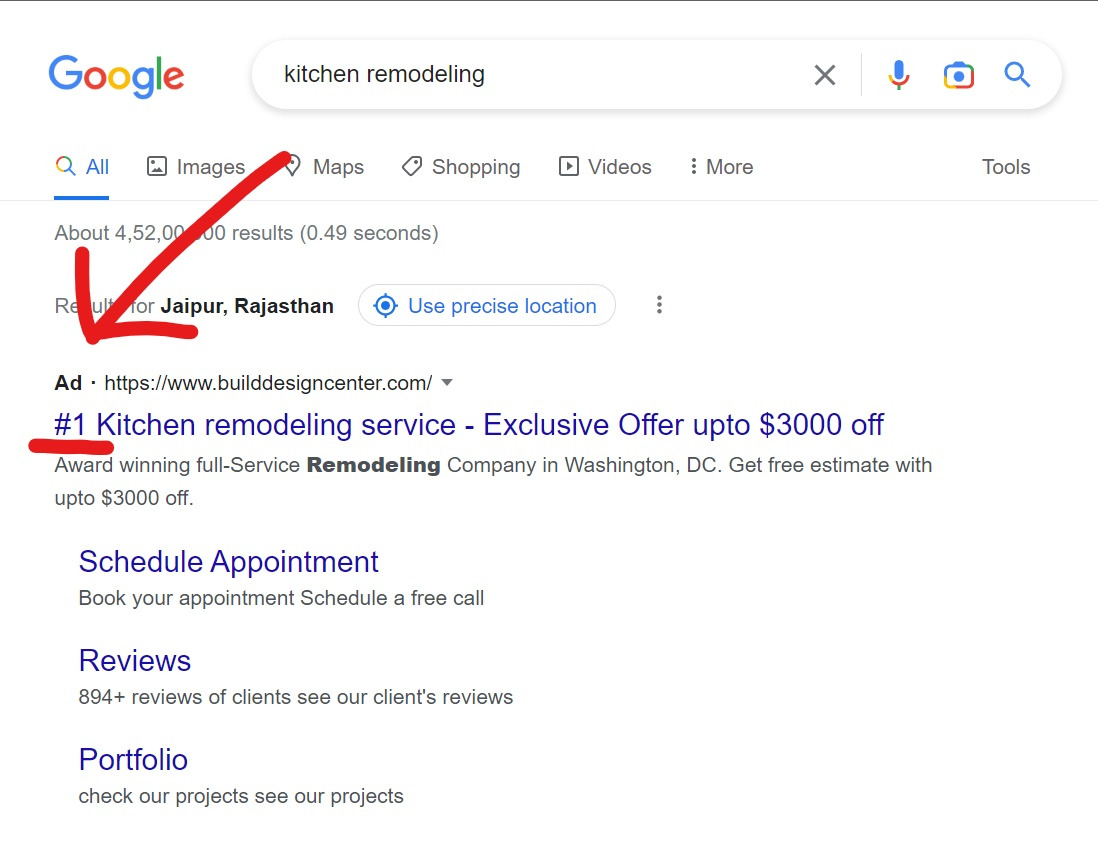 Google
kitchen remodeling
All Images Maps Shopping Videos More Tools
About 4,52,00,000 results (0.49 seconds)
Results for Jaipur, Rajasthan Use precise location
Ad · https://www.builddesigncenter.com/
#1 Kitchen remodeling service - Exclusive Offer upto $3000 off
Award winning full-Service Remodeling Company in Washington, DC. Get free estimate with
upto $3000 off.
Schedule Appointment
Book your appointment Schedule a free call
Reviews
894+ reviews of clients see our client's reviews
Portfolio
check our projects see our projects